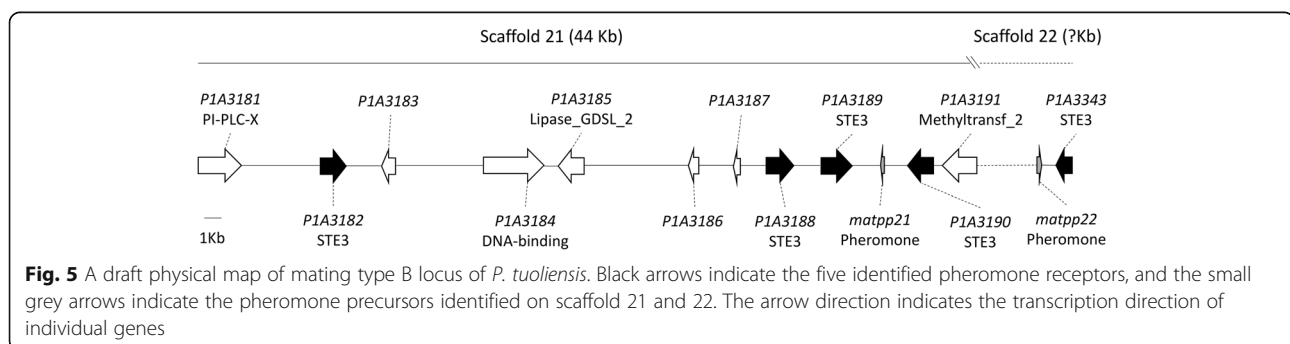 Scaffold 21 (44 Kb) Scaffold 22 (?Kb)
P1A3181 P1A3183 P1A3185 P1A3187 P1A3189 P1A3191 P1A3343
PI-PLC-X Lipase_GDSL_2 STE3 Methyltransf_2 STE3
1Kb P1A3182 P1A3184 P1A3186 P1A3188 matpp21 P1A3190 matpp22
STE3 DNA-binding STE3 Pheromone STE3 Pheromone
Fig. 5 A draft physical map of mating type B locus of P. tuoliensis. Black arrows indicate the five identified pheromone receptors, and the small
grey arrows indicate the pheromone precursors identified on scaffold 21 and 22. The arrow direction indicates the transcription direction of
individual genes